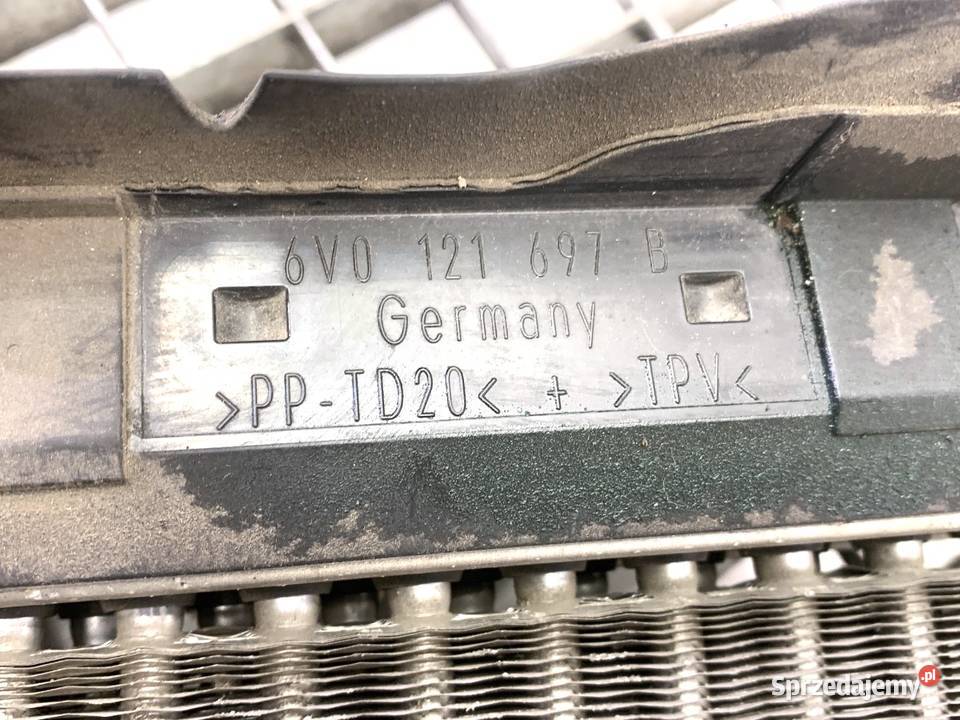 6V0 121 697 B
Germany
>PP-TD20< + >TPV<
Sprzedajemy.pl